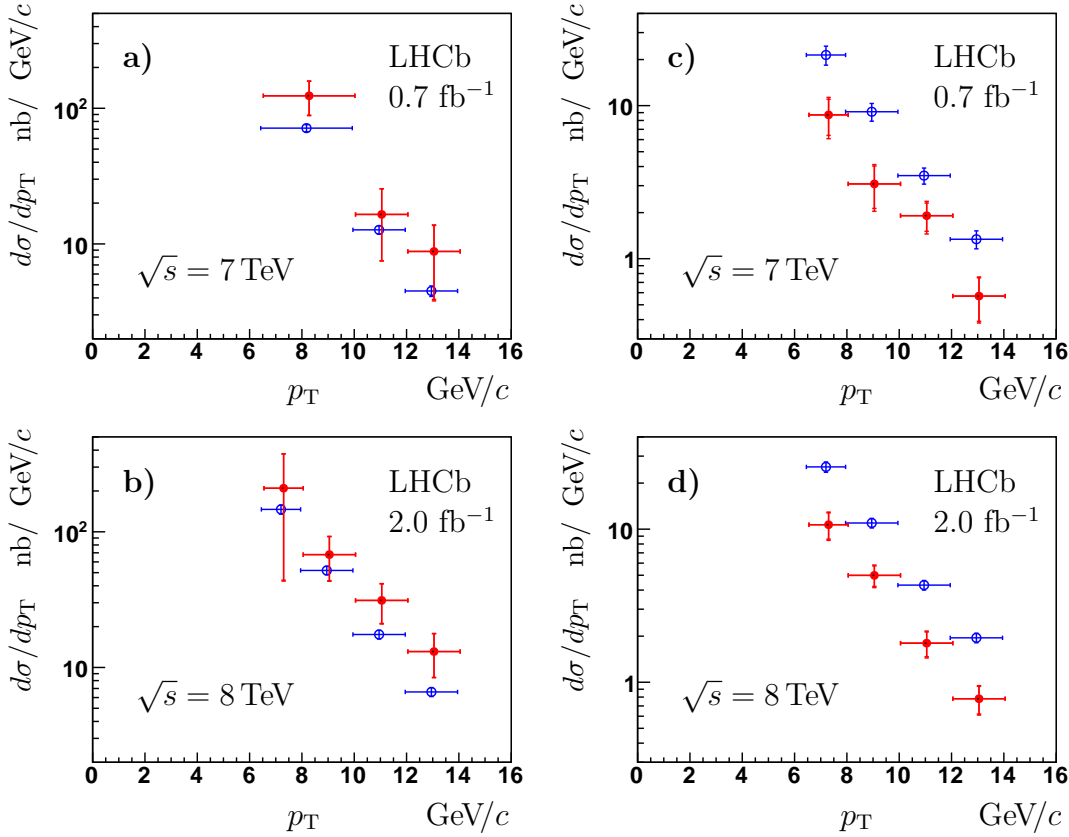 a)
LHCb
0.7 fb⁻¹
√s = 7 TeV
dσ/dp_T nb/ GeV/c
10²
10
0 2 4 6 8 10 12 14 16
p_T GeV/c
c)
LHCb
0.7 fb⁻¹
√s = 7 TeV
dσ/dp_T nb/ GeV/c
10
1
0 2 4 6 8 10 12 14 16
p_T GeV/c
b)
LHCb
2.0 fb⁻¹
√s = 8 TeV
dσ/dp_T nb/ GeV/c
10²
10
0 2 4 6 8 10 12 14 16
p_T GeV/c
d)
LHCb
2.0 fb⁻¹
√s = 8 TeV
dσ/dp_T nb/ GeV/c
10
1
0 2 4 6 8 10 12 14 16
p_T GeV/c